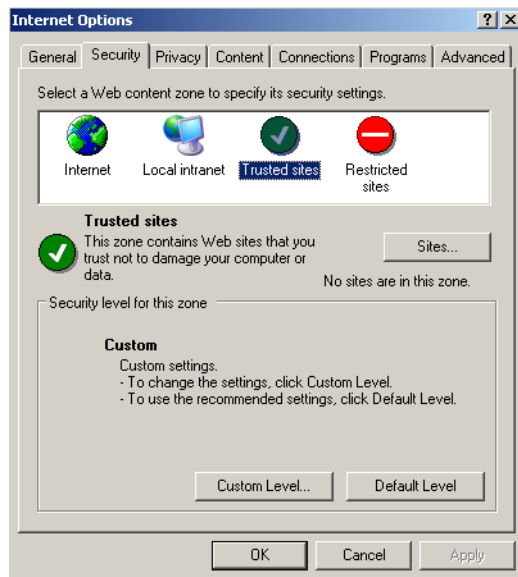 Internet Options
General Security Privacy Content Connections Programs Advanced
Select a Web content zone to specify its security settings.
Internet Local intranet Trusted sites Restricted
sites
Trusted sites
This zone contains Web sites that you
trust not to damage your computer or
data.
Sites...
No sites are in this zone.
Security level for this zone
Custom
Custom settings.
- To change the settings, click Custom Level.
- To use the recommended settings, click Default Level.
Custom Level... Default Level
OK Cancel Apply